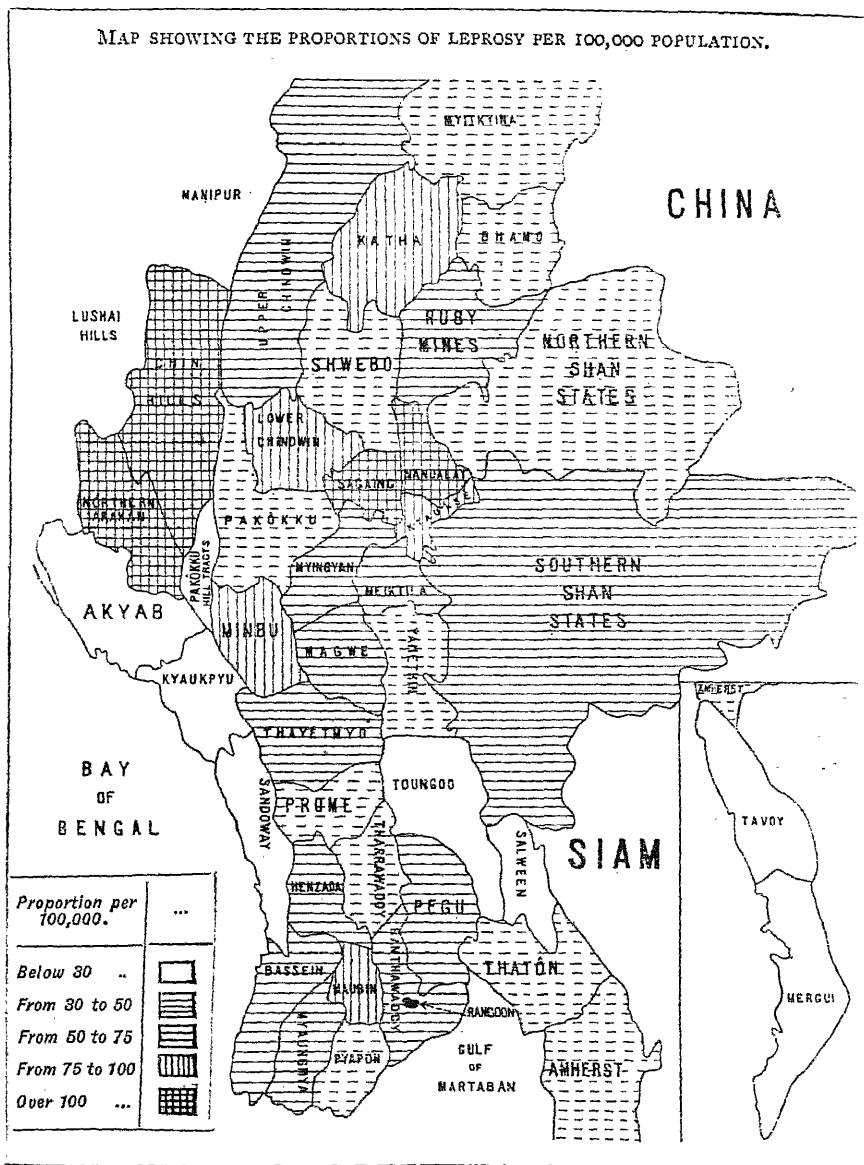 MAP SHOWING THE PROPORTIONS OF LEPROSY PER 100,000 POPULATION.
MYITKYINA
MANIPUR
CHINA
KATHA
BHAMO
UPPER
CHINDWIN
LUSHAI
HILLS
RUBY
MINES
NORTHERN
SHAN
STATES
SHWEBO
CHIN
HILLS
LOWER
CHINDWIN
MANDALAY
SAGAING
KYAUKSE
NORTHERN
ARAKAN
PAKÔKKU
PAKOKKU
HILL TRACTS
MYINGYAN
MEIKTILA
SOUTHERN
SHAN
STATES
AKYAB
MINBU
MAGWE
YAMETHIN
KYAUKPYU
AMHERST
THAYETMYO
BAY
OF
BENGAL
SANDOWAY
PROME
TOUNGOO
THARRAWADDY
SALWEEN
SIAM
TAVOY
HENZADA
PEGU
HANTHAWADDY
THATÔN
BASSEIN
MAUBIN
RANGOON
MERGUI
MYAUNGMYA
PYAPÔN
GULF
OF
MARTABAN
AMHERST
Proportion per
100,000. ...
Below 30 ..
From 30 to 50
From 50 to 75
From 75 to 100
Over 100 ...